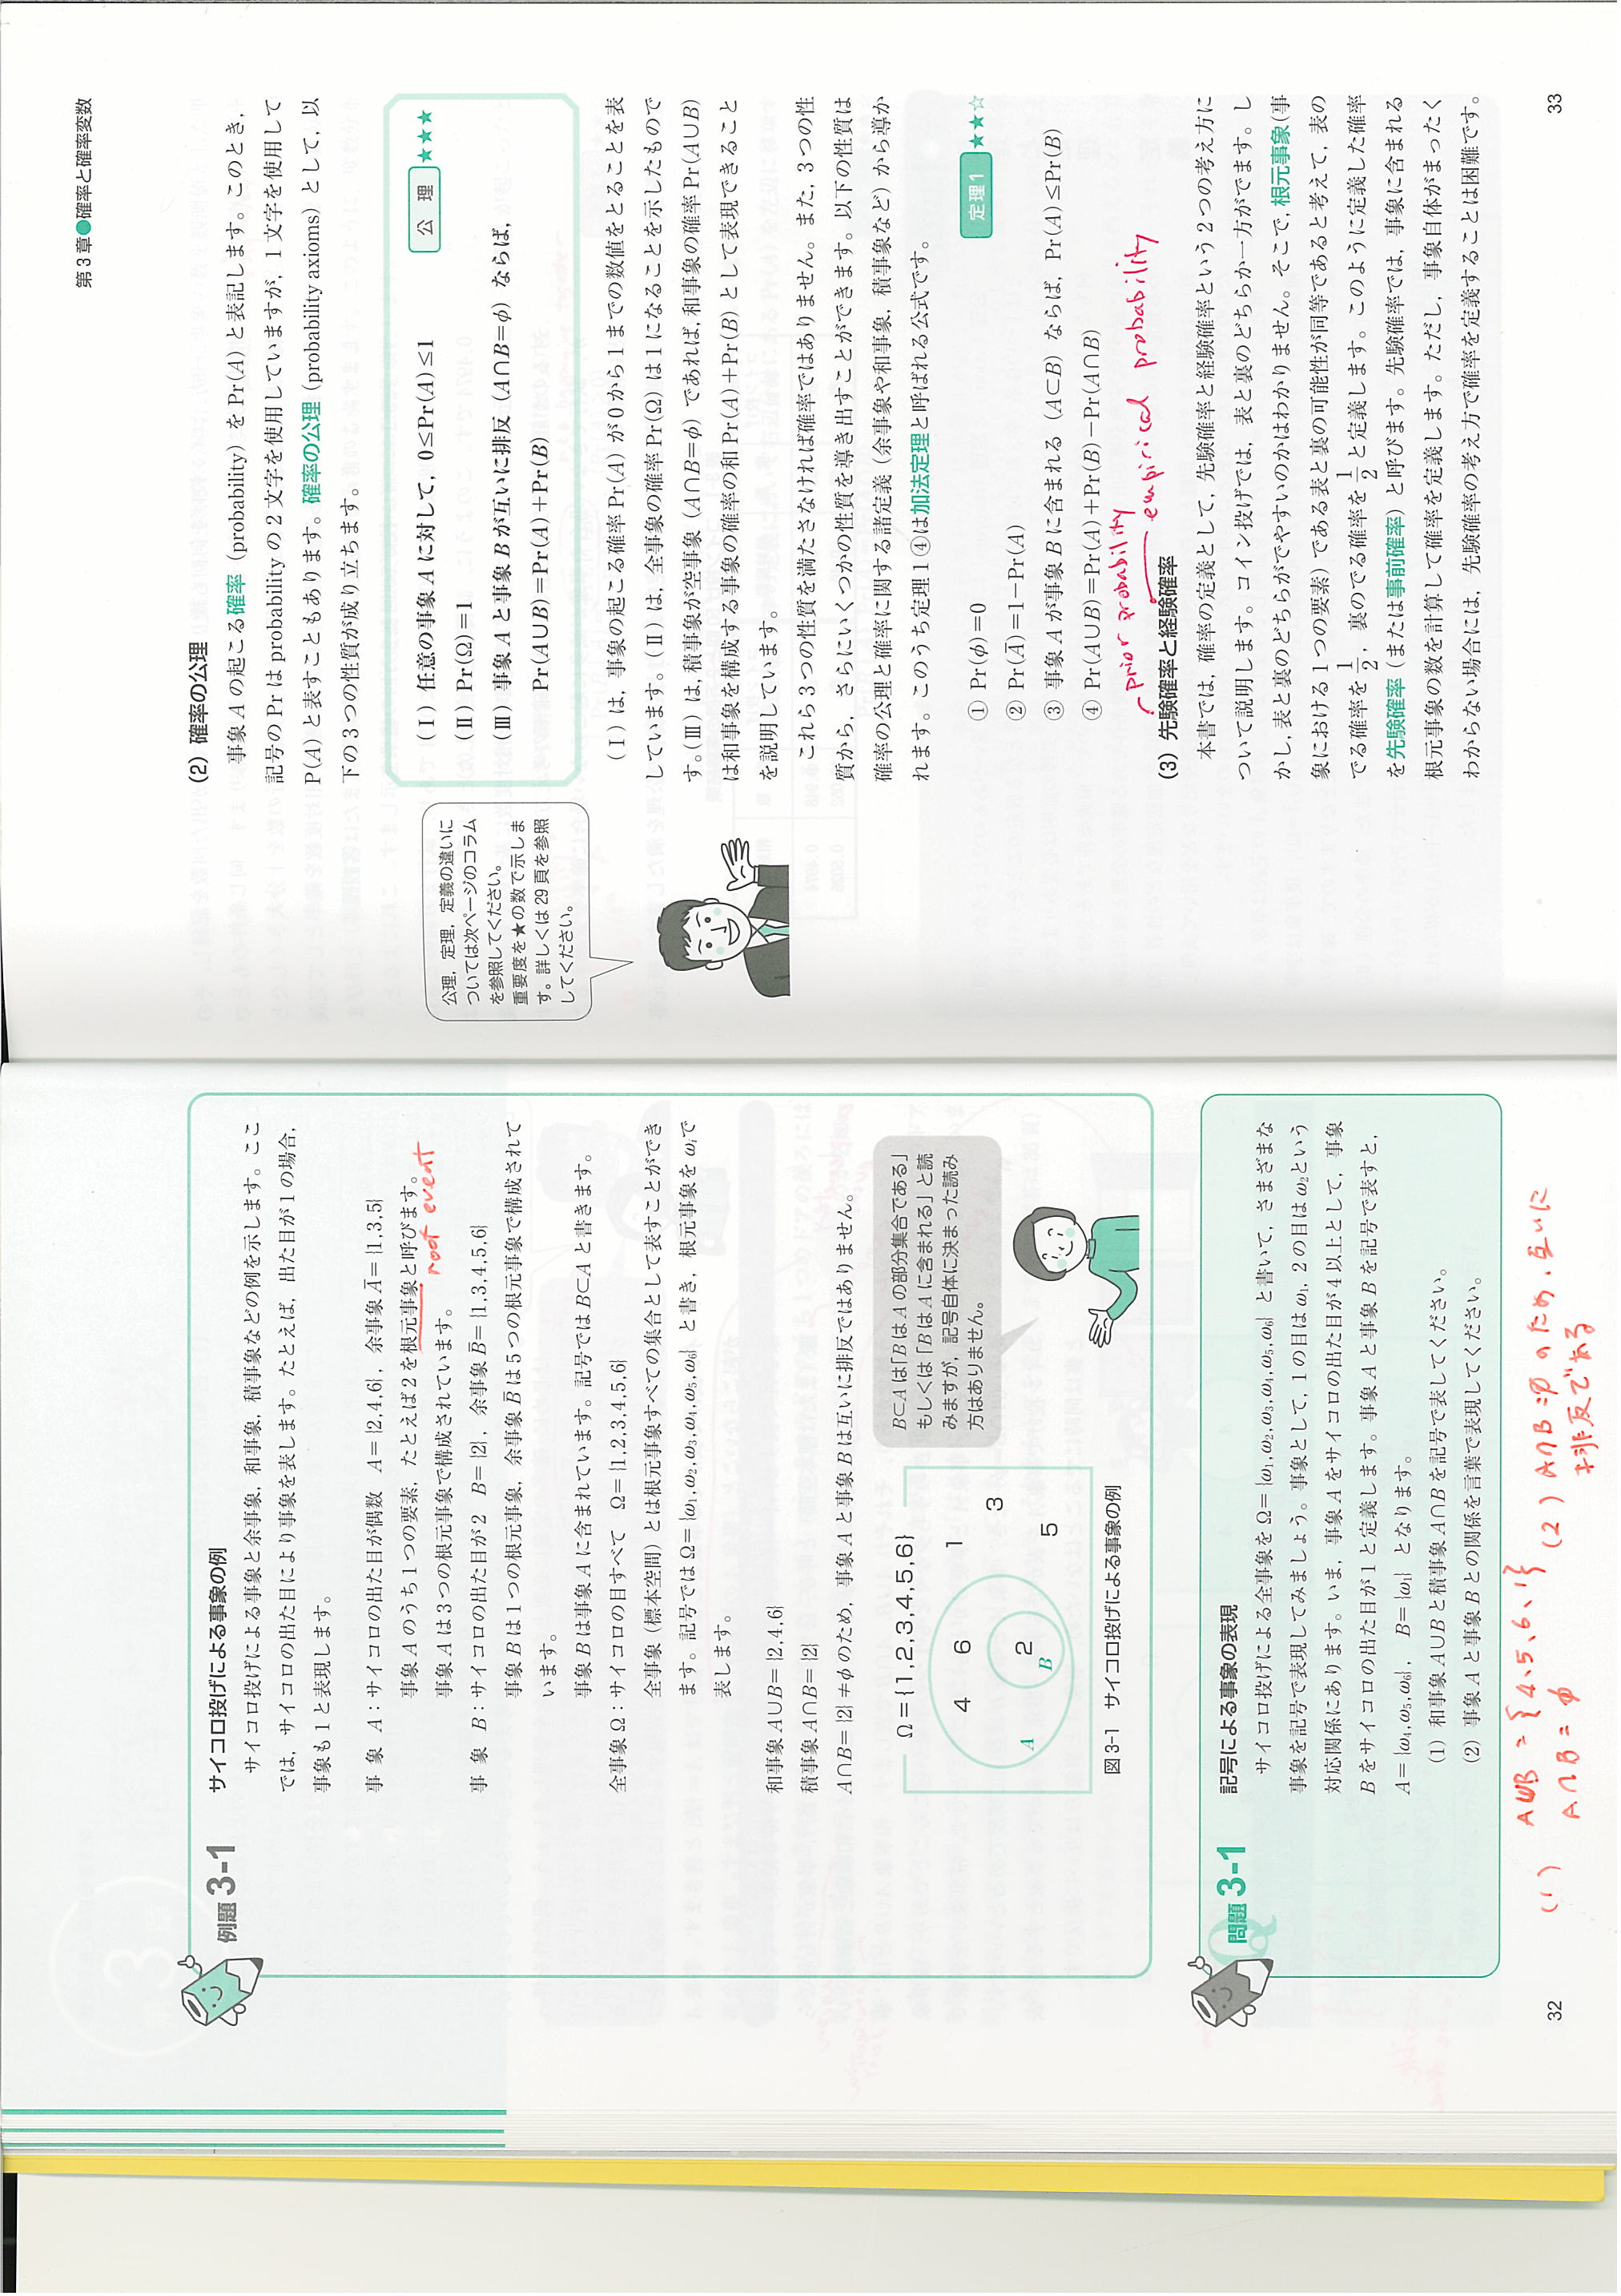 例題 3-1 サイコロ投げによる事象の例
サイコロ投げによる事象と余事象，和事象，積事象などの例を示します。ここ
では，サイコロの出た目により事象を表します。たとえば，出た目が1の場合，
事象も1と表現します。
事 象 A：サイコロの出た目が偶数 A＝{2,4,6}，余事象 A̅＝{1,3,5}
事象 A のうち1つの要素，たとえば2を根元事象と呼びます。
root event
事象 A は3つの根元事象で構成されています。
事 象 B：サイコロの出た目が2 B＝{2}，余事象 B̅＝{1,3,4,5,6}
事象 B は1つの根元事象，余事象 B̅ は5つの根元事象で構成されて
います。
事象 B は事象 A に含まれています。記号では B⊂A と書きます。
全事象 Ω：サイコロの目すべて Ω＝{1,2,3,4,5,6}
全事象（標本空間）とは根元事象すべての集合として表すことができ
ます。記号では Ω＝{ω₁,ω₂,ω₃,ω₄,ω₅,ω₆} と書き，根元事象を ωᵢで
表します。
和事象 A∪B＝{2,4,6}
積事象 A∩B＝{2}
A∩B＝{2}≠φ のため，事象 A と事象 B は互いに排反ではありません。
Ω＝{1,2,3,4,5,6}
4 6 1
3
2
A
B
5
図3-1 サイコロ投げによる事象の例
B⊂A は「B は A の部分集合である」
もしくは「B は A に含まれる」と読
みますが，記号自体に決まった読み
方はありません。
問題 3-1 記号による事象の表現
サイコロ投げによる全事象を Ω＝{ω₁,ω₂,ω₃,ω₄,ω₅,ω₆} と書いて，さまざまな
事象を記号で表現してみましょう。事象として，1の目は ω₁，2の目は ω₂という
対応関係にあります。いま，事象 A をサイコロの出た目が4以上として，事象
B をサイコロの出た目が1と定義します。事象 A と事象 B を記号で表すと，
A＝{ω₄,ω₅,ω₆}， B＝{ω₁} となります。
（1）和事象 A∪B と積事象 A∩B を記号で表してください。
（2）事象 A と事象 B との関係を言葉で表現してください。
(1) A∪B = {4、5、6、1}
A∩B = φ
(2) A∩B=φ のため、互いに
排反である
32
第3章●確率と確率変数
（2）確率の公理
事象 A の起こる確率（probability）を Pr(A) と表記します。このとき，
記号の Pr は probability の2文字を使用していますが，1文字を使用して
P(A) と表すこともあります。確率の公理（probability axioms）として，以
下の3つの性質が成り立ちます。
（Ⅰ）任意の事象 A に対して，0≤Pr(A)≤1
公 理 ★★★
（Ⅱ）Pr(Ω)＝1
（Ⅲ）事象 A と事象 B が互いに排反（A∩B＝φ）ならば，
Pr(A∪B)＝Pr(A)＋Pr(B)
公理，定理，定義の違いに
ついては次ページのコラム
を参照してください。
重要度を★の数で示しま
す。詳しくは29頁を参照
してください。
（Ⅰ）は，事象の起こる確率 Pr(A) が0から1までの数値をとることを表
しています。（Ⅱ）は，全事象の確率 Pr(Ω) は1になることを示したもので
す。（Ⅲ）は，積事象が空事象（A∩B＝φ）であれば，和事象の確率 Pr(A∪B)
は和事象を構成する事象の確率の和 Pr(A)＋Pr(B) として表現できること
を説明しています。
これら3つの性質を満たさなければ確率ではありません。また，3つの性
質から，さらにいくつかの性質を導き出すことができます。以下の性質は
確率の公理と確率に関する諸定義（余事象や和事象，積事象など）から導か
れます。このうち定理1④は加法定理と呼ばれる公式です。
① Pr(φ)＝0
定理1 ★★☆
② Pr(A̅)＝1－Pr(A)
③ 事象 A が事象 B に含まれる（A⊂B）ならば，Pr(A)≤Pr(B)
④ Pr(A∪B)＝Pr(A)＋Pr(B)－Pr(A∩B)
prior probability
empirical probability
（3）先験確率と経験確率
本書では，確率の定義として，先験確率と経験確率という2つの考え方に
ついて説明します。コイン投げでは，表と裏のどちらか一方がでます。し
かし，表と裏のどちらがでやすいのかはわかりません。そこで，根元事象（事
象における1つの要素）である表と裏の可能性が同等であると考えて，表の
でる確率を 1/2，裏のでる確率を 1/2 と定義します。このように定義した確率
を先験確率（または事前確率）と呼びます。先験確率では，事象に含まれる
根元事象の数を計算して確率を定義します。ただし，事象自体がまったく
わからない場合には，先験確率の考え方で確率を定義することは困難です。
33